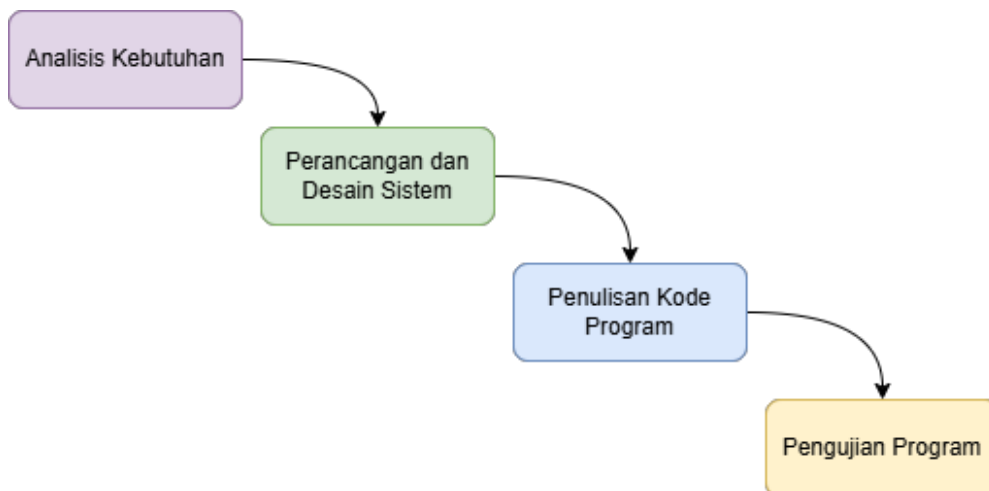 Analisis Kebutuhan
Perancangan dan
Desain Sistem
Penulisan Kode
Program
Pengujian Program